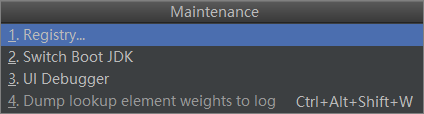 Maintenance
1. Registry...
2. Switch Boot JDK
3. UI Debugger
4. Dump lookup element weights to log Ctrl+Alt+Shift+W